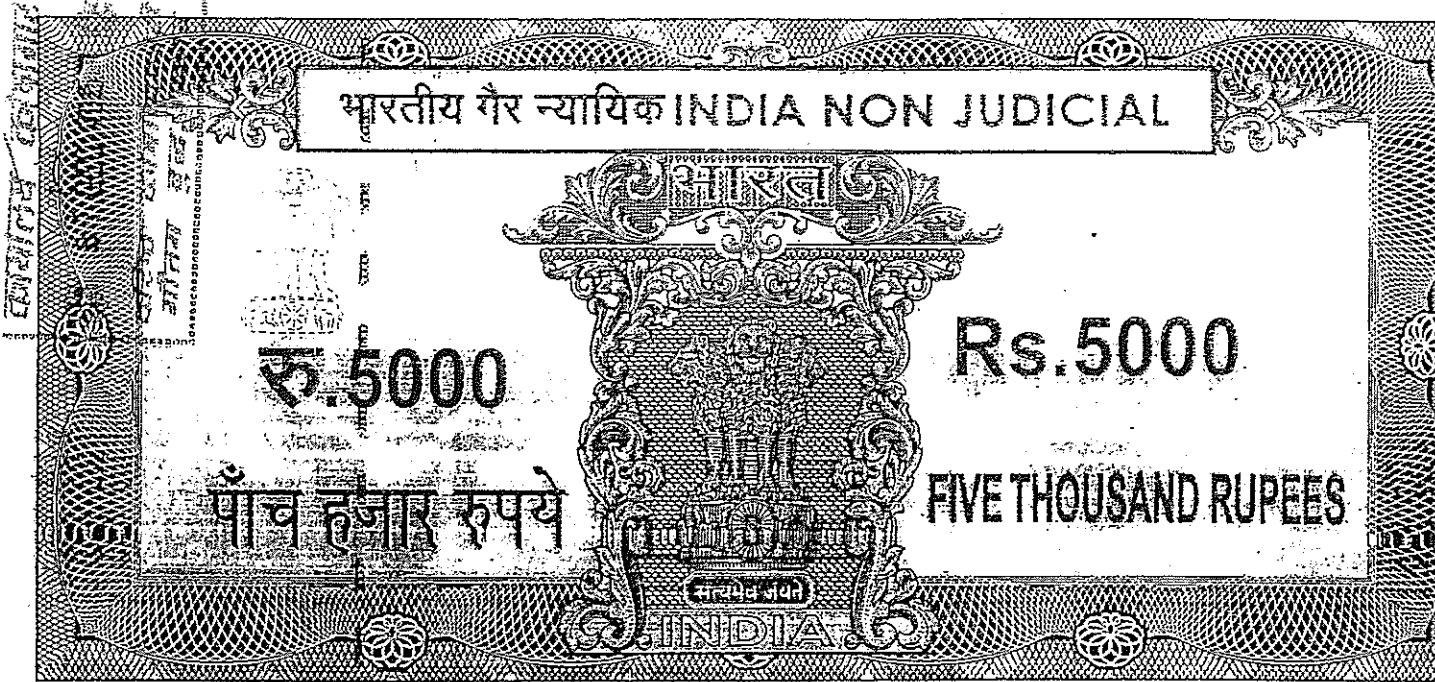 भारतीय गैर न्यायिक INDIA NON JUDICIAL
भारत
रु.5000
Rs.5000
पाँच हजार रुपये
FIVE THOUSAND RUPEES
सत्यमेव जयते
INDIA